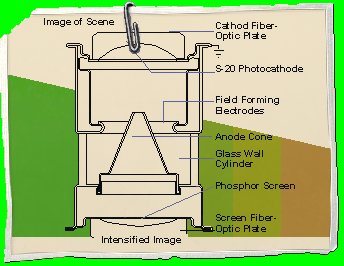 Image of Scene
Cathod Fiber-
Optic Plate
S-20 Photocathode
Field Forming
Electrodes
Anode Cone
Glass Wall
Cylinder
Phosphor Screen
Screen Fiber-
Optic Plate
Intensified Image